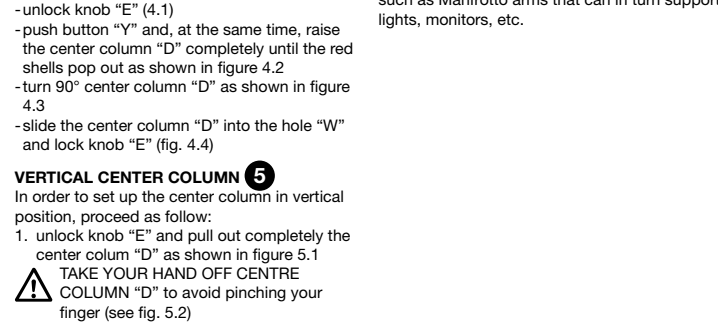 - unlock knob “E” (4.1)
- push button “Y” and, at the same time, raise
the center column “D” completely until the red
shells pop out as shown in figure 4.2
- turn 90° center column “D” as shown in figure
4.3
- slide the center column “D” into the hole “W”
and lock knob “E” (fig. 4.4)
VERTICAL CENTER COLUMN 5
In order to set up the center column in vertical
position, proceed as follow:
1. unlock knob “E” and pull out completely the
center colum “D” as shown in figure 5.1
TAKE YOUR HAND OFF CENTRE
COLUMN “D” to avoid pinching your
finger (see fig. 5.2)
such as Manfrotto arms that can in turn support
lights, monitors, etc.